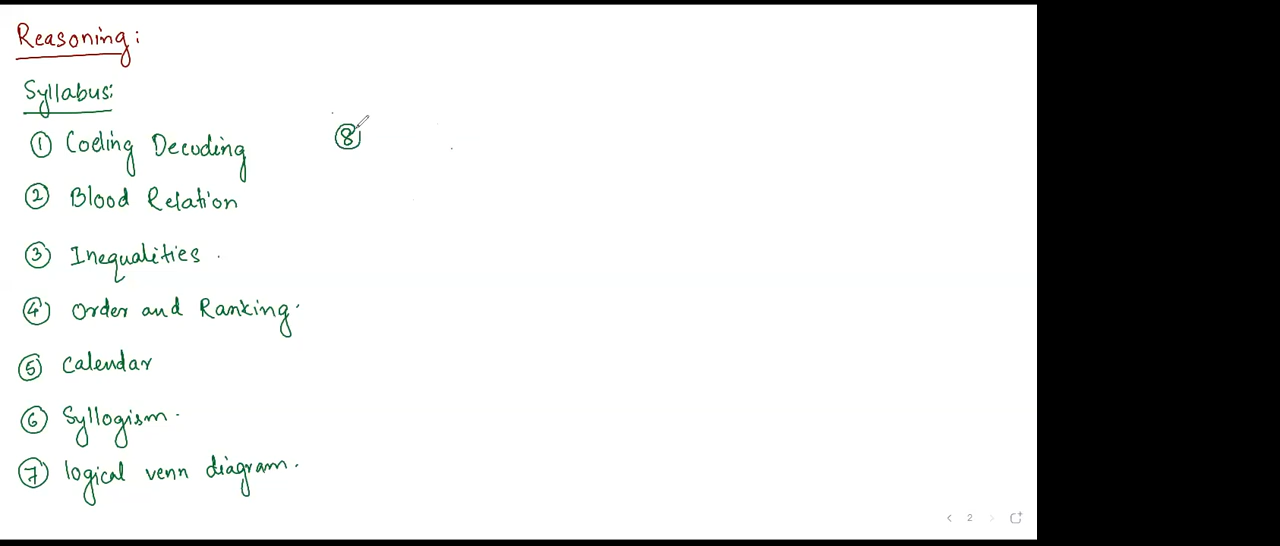 Reasoning:
Syllabus:
① Coding Decoding
② Blood Relation
③ Inequalities.
④ Order and Ranking.
⑤ Calendar
⑥ Syllogism.
⑦ logical venn diagram.
⑧
2